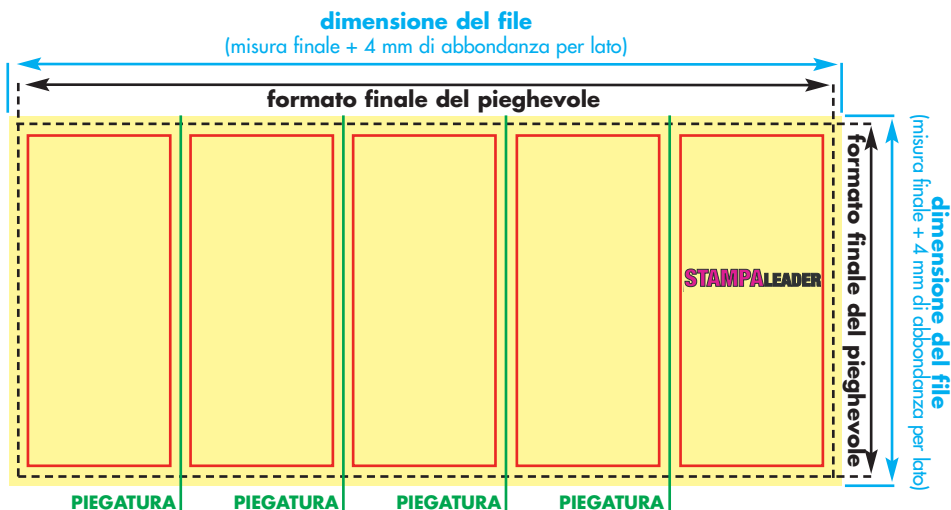 dimensione del file
(misura finale + 4 mm di abbondanza per lato)
formato finale del pieghevole
formato finale del pieghevole
dimensione del file
(misura finale + 4 mm di abbondanza per lato)
STAMPALEADER
PIEGATURA PIEGATURA PIEGATURA PIEGATURA